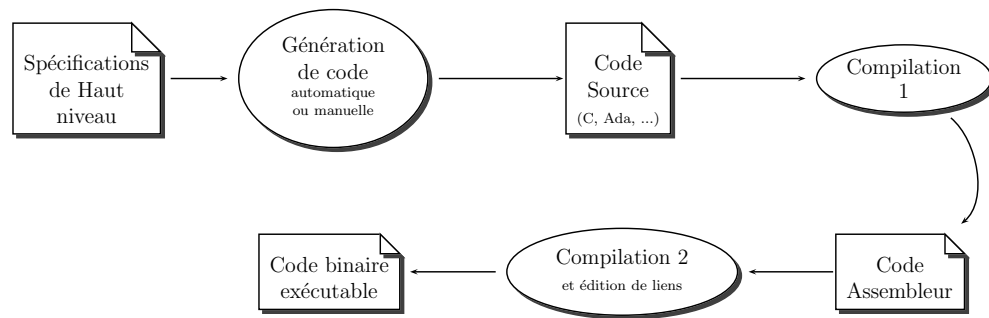 Spécifications
de Haut
niveau
Génération
de code
automatique
ou manuelle
Code
Source
(C, Ada, ...)
Compilation
1
Code
Assembleur
Compilation 2
et édition de liens
Code binaire
exécutable